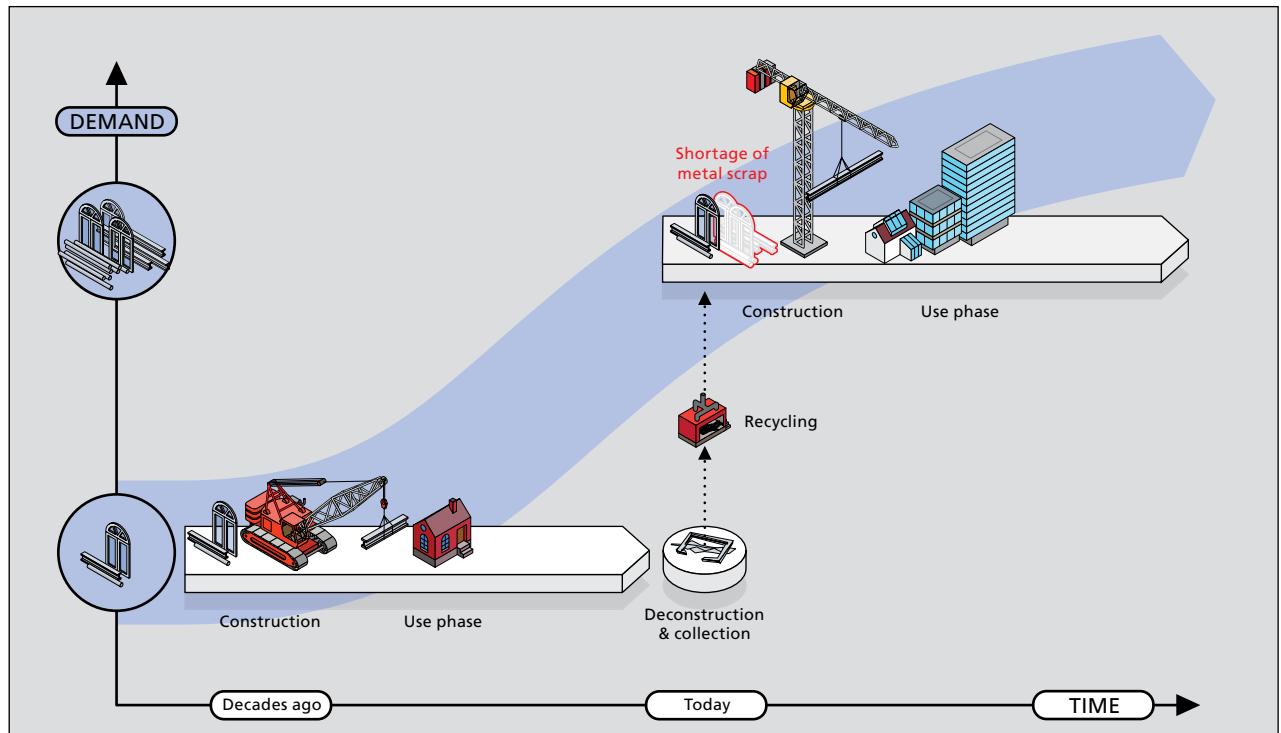 DEMAND
Shortage of
metal scrap
Construction
Use phase
Recycling
Construction
Use phase
Deconstruction
& collection
Decades ago
Today
TIME